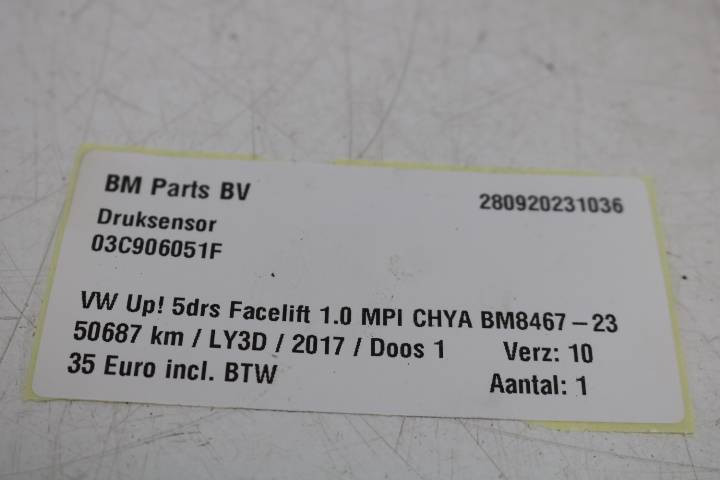 BM Parts BV 280920231036
Druksensor
03C906051F
VW Up! 5drs Facelift 1.0 MPI CHYA BM8467-23
50687 km / LY3D / 2017 / Doos 1 Verz: 10
35 Euro incl. BTW Aantal: 1